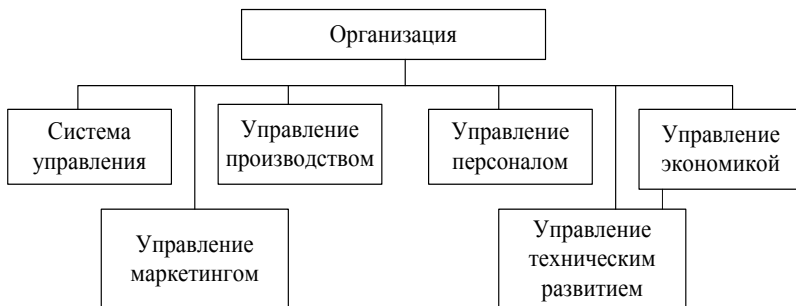 Организация
Система
управления
Управление
производством
Управление
персоналом
Управление
экономикой
Управление
маркетингом
Управление
техническим
развитием